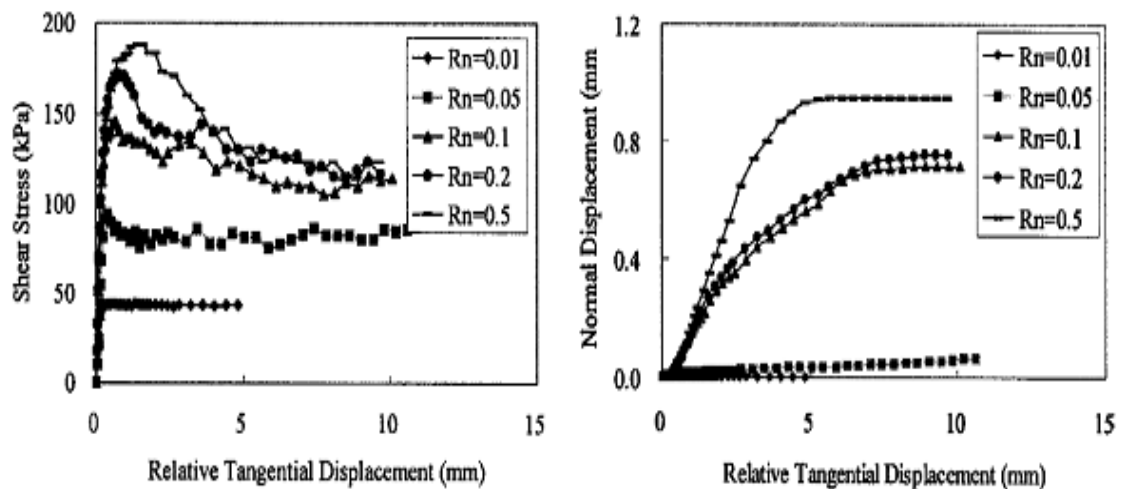 200
150
100
50
0
Shear Stress (kPa)
0 5 10 15
Relative Tangential Displacement (mm)
Rn=0.01
Rn=0.05
Rn=0.1
Rn=0.2
Rn=0.5
1.2
0.8
0.4
0.0
Normal Displacement (mm
0 5 10 15
Relative Tangential Displacement (mm)
Rn=0.01
Rn=0.05
Rn=0.1
Rn=0.2
Rn=0.5